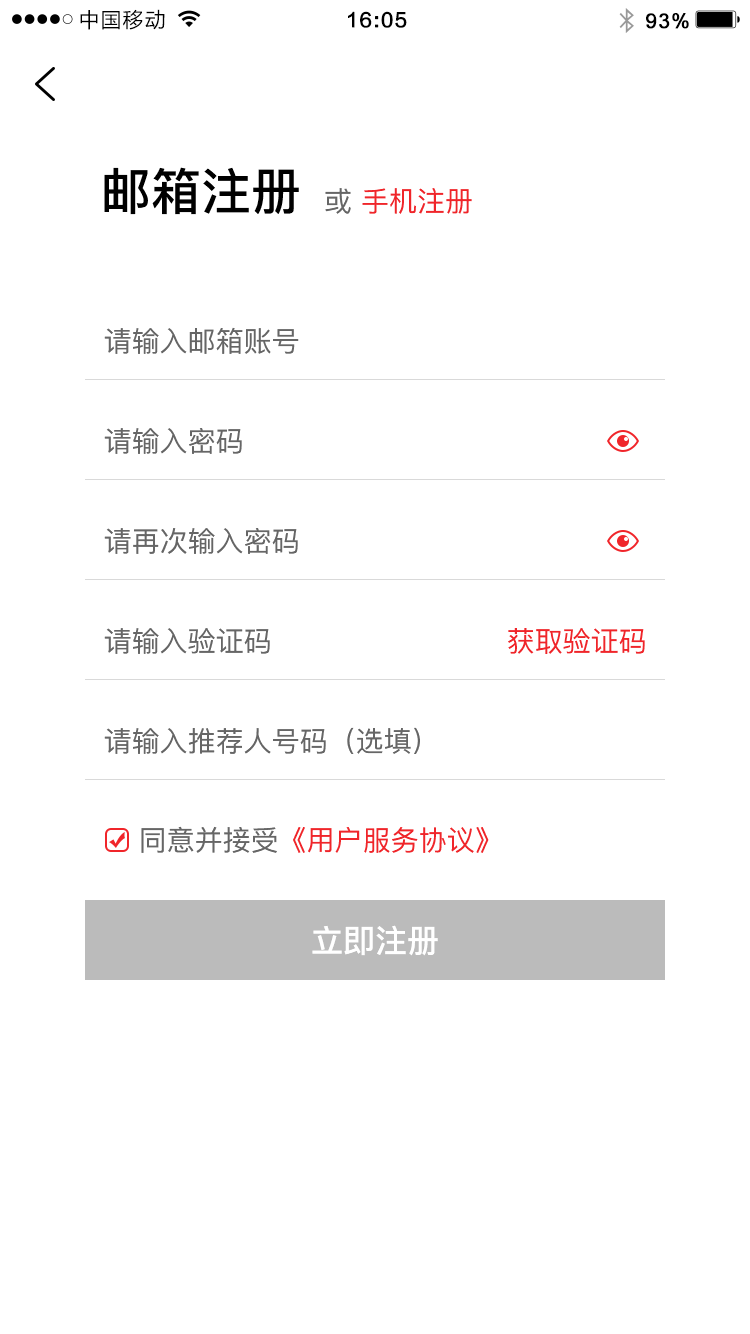 中国移动 16:05 93%
邮箱注册 或 手机注册
请输入邮箱账号
请输入密码
请再次输入密码
请输入验证码 获取验证码
请输入推荐人号码（选填）
同意并接受《用户服务协议》
立即注册